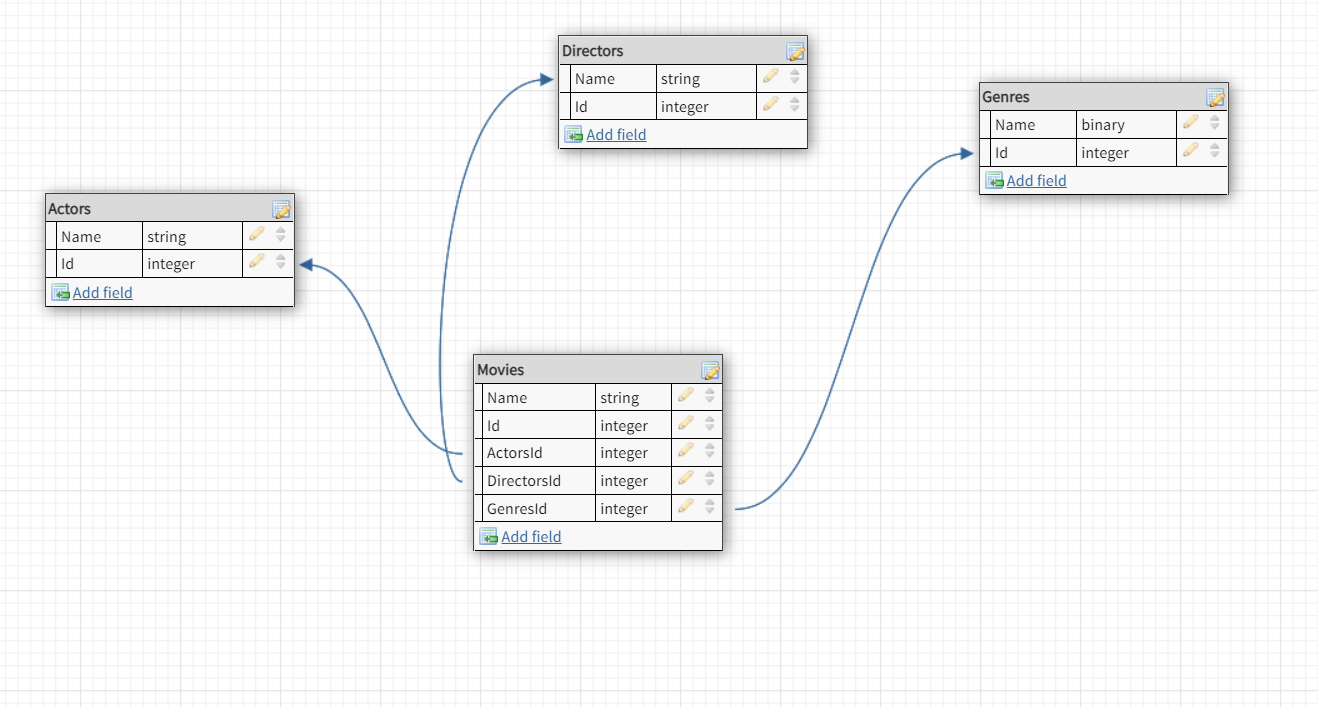 Directors
Name string
Id integer
Add field
Genres
Name binary
Id integer
Add field
Actors
Name string
Id integer
Add field
Movies
Name string
Id integer
ActorsId integer
DirectorsId integer
GenresId integer
Add field